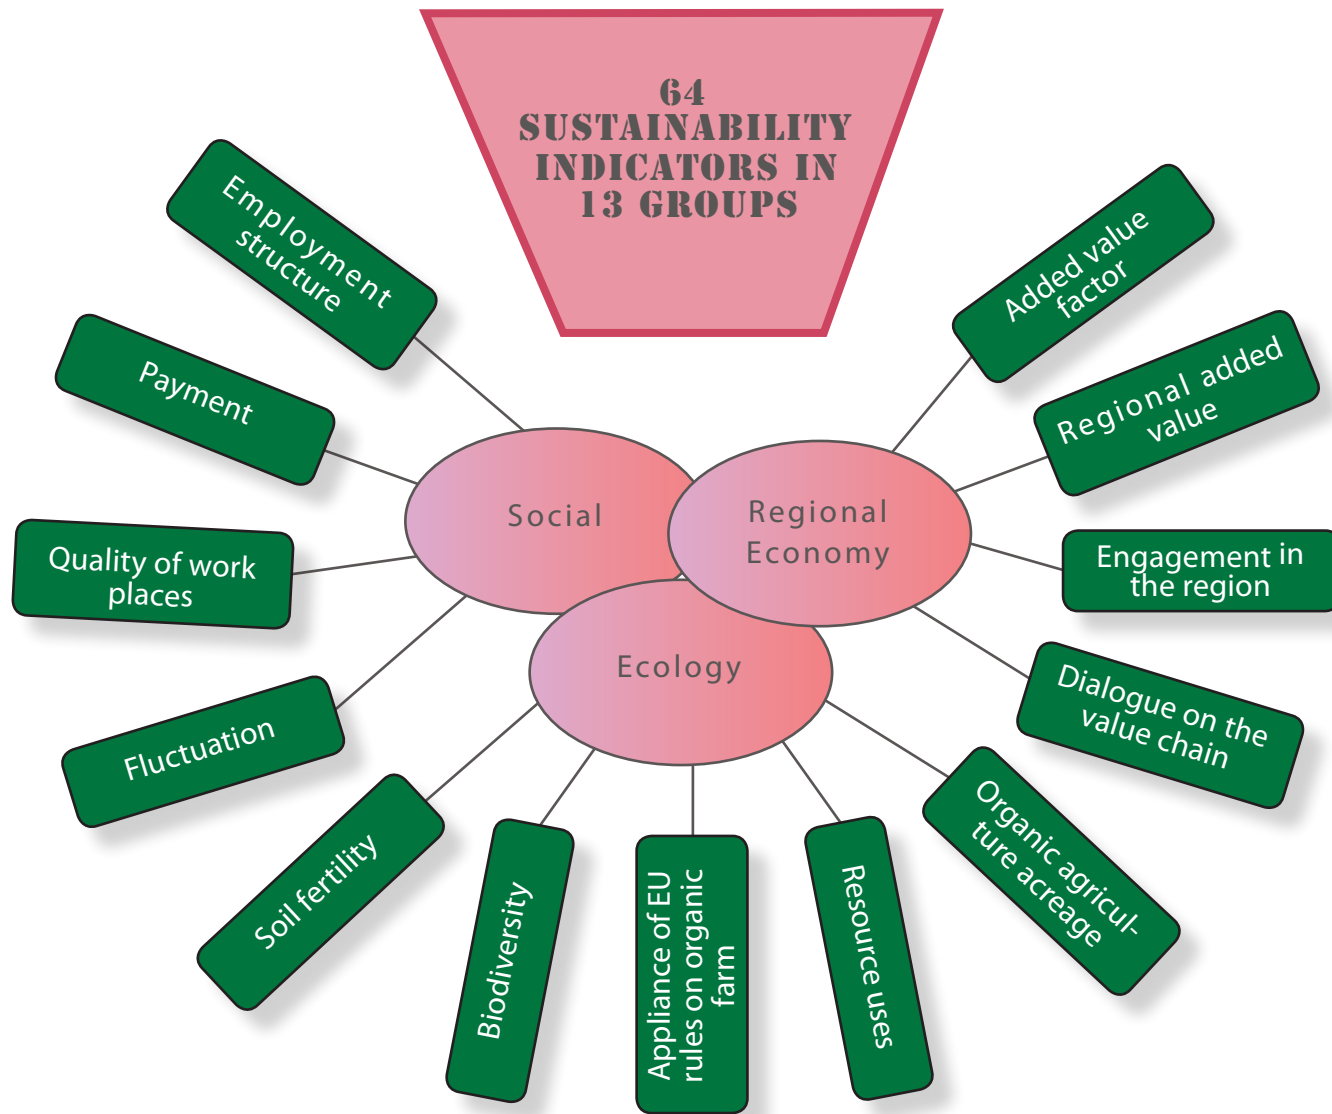 64
SUSTAINABILITY
INDICATORS IN
13 GROUPS
Employment
structure
Payment
Quality of work
places
Fluctuation
Soil fertility
Biodiversity
Appliance of EU
rules on organic
farm
Resource uses
Organic agricul-
ture acreage
Dialogue on the
value chain
Engagement in
the region
Regional added
value
Added value
factor
Social
Regional
Economy
Ecology